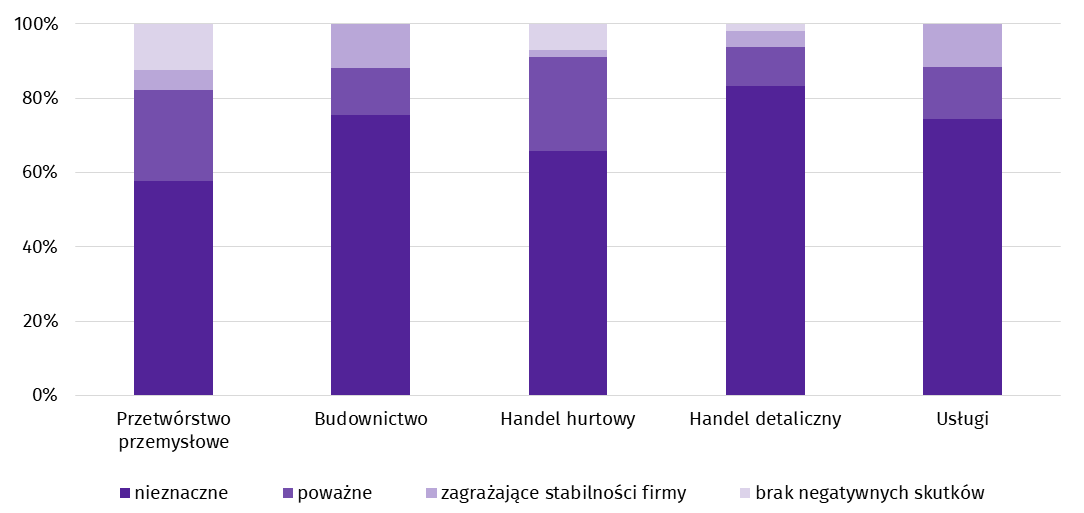 100%
80%
60%
40%
20%
0%
Przetwórstwo
przemysłowe
Budownictwo
Handel hurtowy
Handel detaliczny
Usługi
nieznaczne
poważne
zagrażające stabilności firmy
brak negatywnych skutków